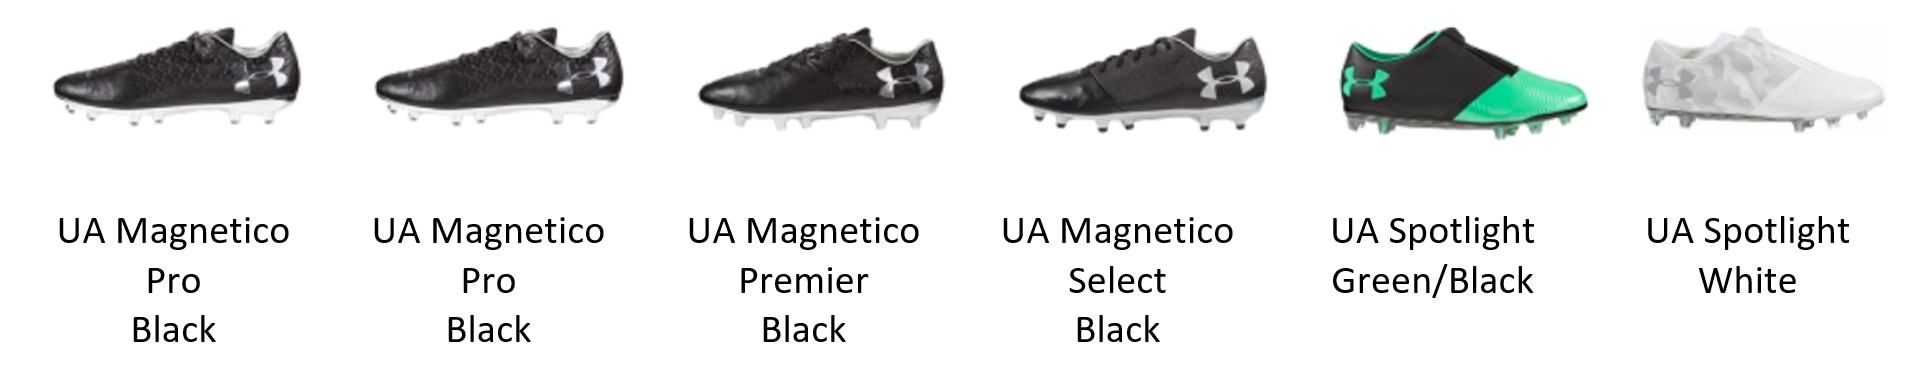 UA Magnetico
Pro
Black
UA Magnetico
Pro
Black
UA Magnetico
Premier
Black
UA Magnetico
Select
Black
UA Spotlight
Green/Black
UA Spotlight
White